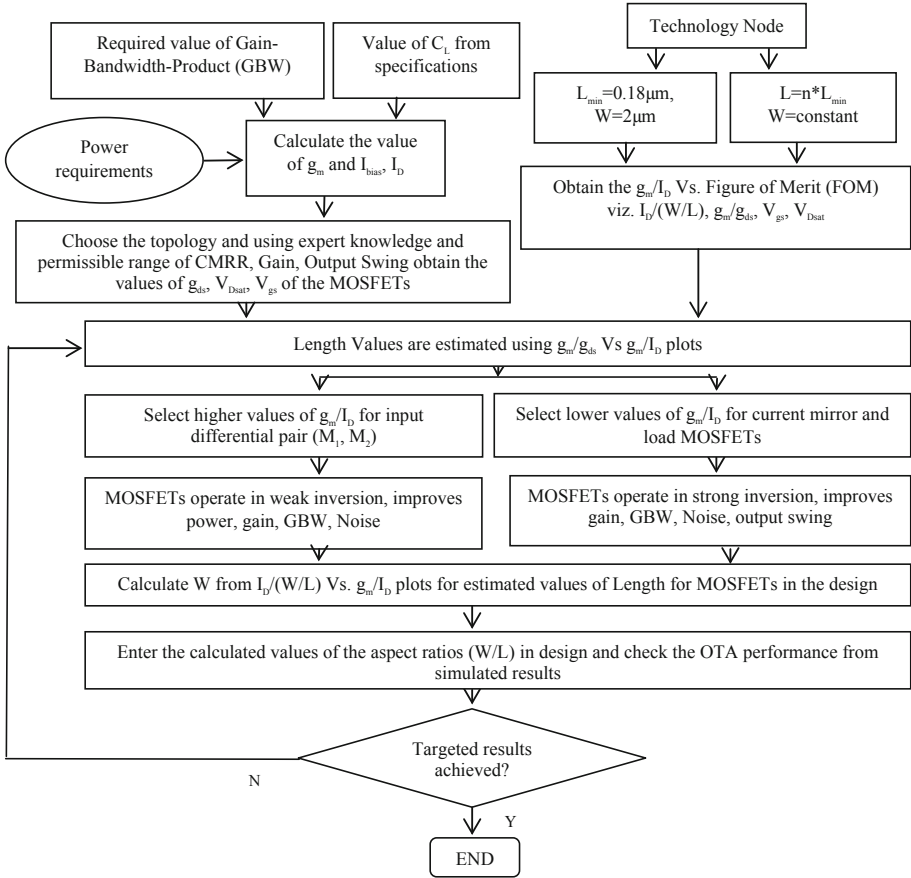 Required value of Gain-
Bandwidth-Product (GBW)
Value of C_L from
specifications
Technology Node
L_min=0.18μm,
W=2μm
L=n*L_min
W=constant
Power
requirements
Calculate the value
of g_m and I_bias, I_D
Obtain the g_m/I_D Vs. Figure of Merit (FOM)
viz. I_D/(W/L), g_m/g_ds, V_gs, V_Dsat
Choose the topology and using expert knowledge and
permissible range of CMRR, Gain, Output Swing obtain the
values of g_ds, V_Dsat, V_gs of the MOSFETs
Length Values are estimated using g_m/g_ds Vs g_m/I_D plots
Select higher values of g_m/I_D for input
differential pair (M_1, M_2)
Select lower values of g_m/I_D for current mirror and
load MOSFETs
MOSFETs operate in weak inversion, improves
power, gain, GBW, Noise
MOSFETs operate in strong inversion, improves
gain, GBW, Noise, output swing
Calculate W from I_D/(W/L) Vs. g_m/I_D plots for estimated values of Length for MOSFETs in the design
Enter the calculated values of the aspect ratios (W/L) in design and check the OTA performance from
simulated results
Targeted results
achieved?
N
Y
END